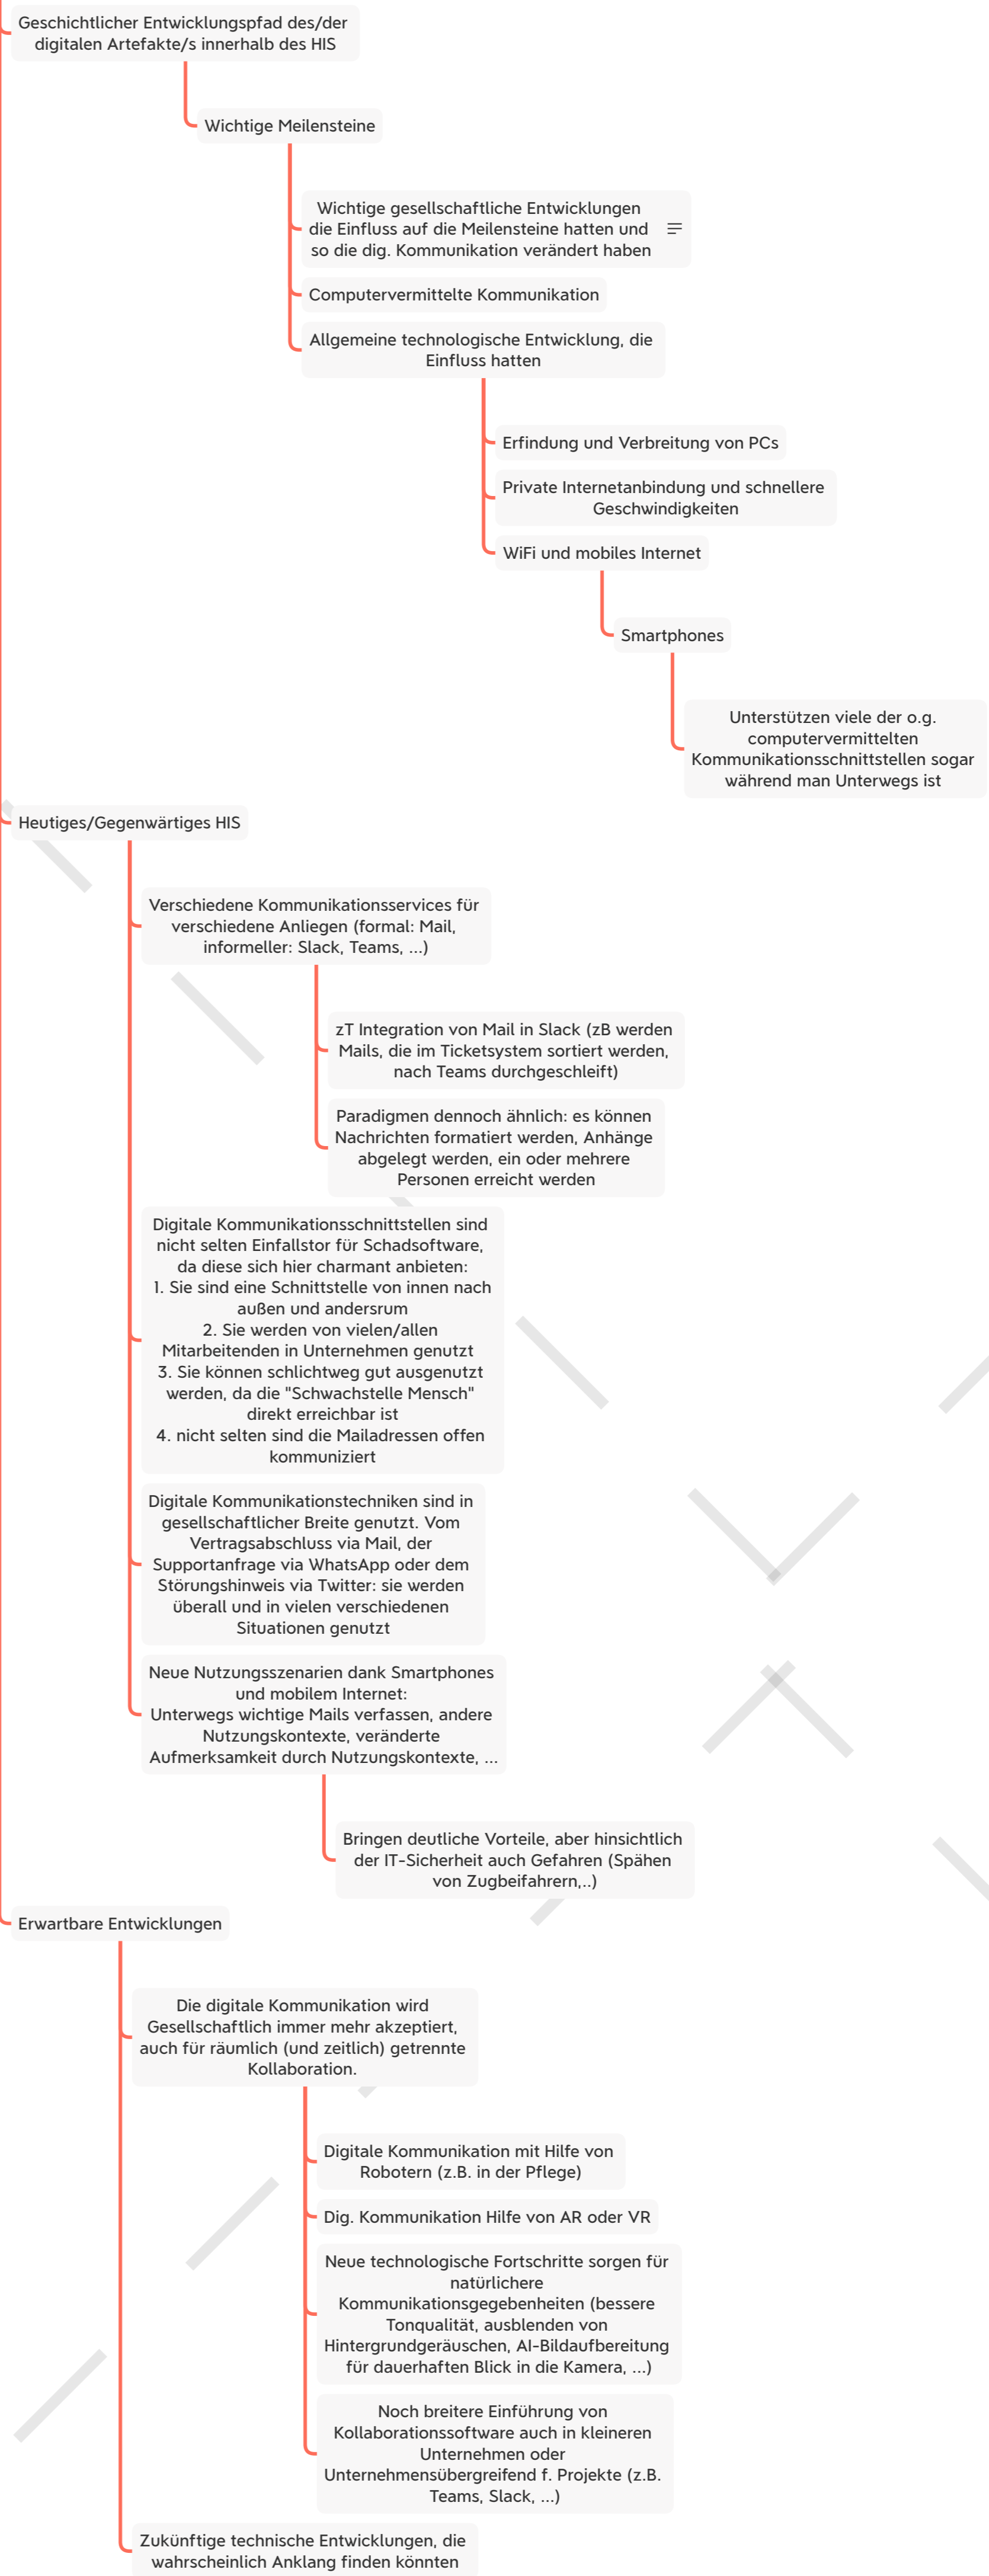 Geschichtlicher Entwicklungspfad des/der
digitalen Artefakte/s innerhalb des HIS
Wichtige Meilensteine
Wichtige gesellschaftliche Entwicklungen
die Einfluss auf die Meilensteine hatten und
so die dig. Kommunikation verändert haben
Computervermittelte Kommunikation
Allgemeine technologische Entwicklung, die
Einfluss hatten
Erfindung und Verbreitung von PCs
Private Internetanbindung und schnellere
Geschwindigkeiten
WiFi und mobiles Internet
Smartphones
Unterstützen viele der o.g.
computervermittelten
Kommunikationsschnittstellen sogar
während man Unterwegs ist
Heutiges/Gegenwärtiges HIS
Verschiedene Kommunikationsservices für
verschiedene Anliegen (formal: Mail,
informeller: Slack, Teams, ...)
zT Integration von Mail in Slack (zB werden
Mails, die im Ticketsystem sortiert werden,
nach Teams durchgeschleift)
Paradigmen dennoch ähnlich: es können
Nachrichten formatiert werden, Anhänge
abgelegt werden, ein oder mehrere
Personen erreicht werden
Digitale Kommunikationsschnittstellen sind
nicht selten Einfallstor für Schadsoftware,
da diese sich hier charmant anbieten:
1. Sie sind eine Schnittstelle von innen nach
außen und andersrum
2. Sie werden von vielen/allen
Mitarbeitenden in Unternehmen genutzt
3. Sie können schlichtweg gut ausgenutzt
werden, da die "Schwachstelle Mensch"
direkt erreichbar ist
4. nicht selten sind die Mailadressen offen
kommuniziert
Digitale Kommunikationstechniken sind in
gesellschaftlicher Breite genutzt. Vom
Vertragsabschluss via Mail, der
Supportanfrage via WhatsApp oder dem
Störungshinweis via Twitter: sie werden
überall und in vielen verschiedenen
Situationen genutzt
Neue Nutzungsszenarien dank Smartphones
und mobilem Internet:
Unterwegs wichtige Mails verfassen, andere
Nutzungskontexte, veränderte
Aufmerksamkeit durch Nutzungskontexte, ...
Bringen deutliche Vorteile, aber hinsichtlich
der IT-Sicherheit auch Gefahren (Spähen
von Zugbeifahrern,..)
Erwartbare Entwicklungen
Die digitale Kommunikation wird
Gesellschaftlich immer mehr akzeptiert,
auch für räumlich (und zeitlich) getrennte
Kollaboration.
Digitale Kommunikation mit Hilfe von
Robotern (z.B. in der Pflege)
Dig. Kommunikation Hilfe von AR oder VR
Neue technologische Fortschritte sorgen für
natürlichere
Kommunikationsgegebenheiten (bessere
Tonqualität, ausblenden von
Hintergrundgeräuschen, AI-Bildaufbereitung
für dauerhaften Blick in die Kamera, ...)
Noch breitere Einführung von
Kollaborationssoftware auch in kleineren
Unternehmen oder
Unternehmensübergreifend f. Projekte (z.B.
Teams, Slack, ...)
Zukünftige technische Entwicklungen, die
wahrscheinlich Anklang finden könnten